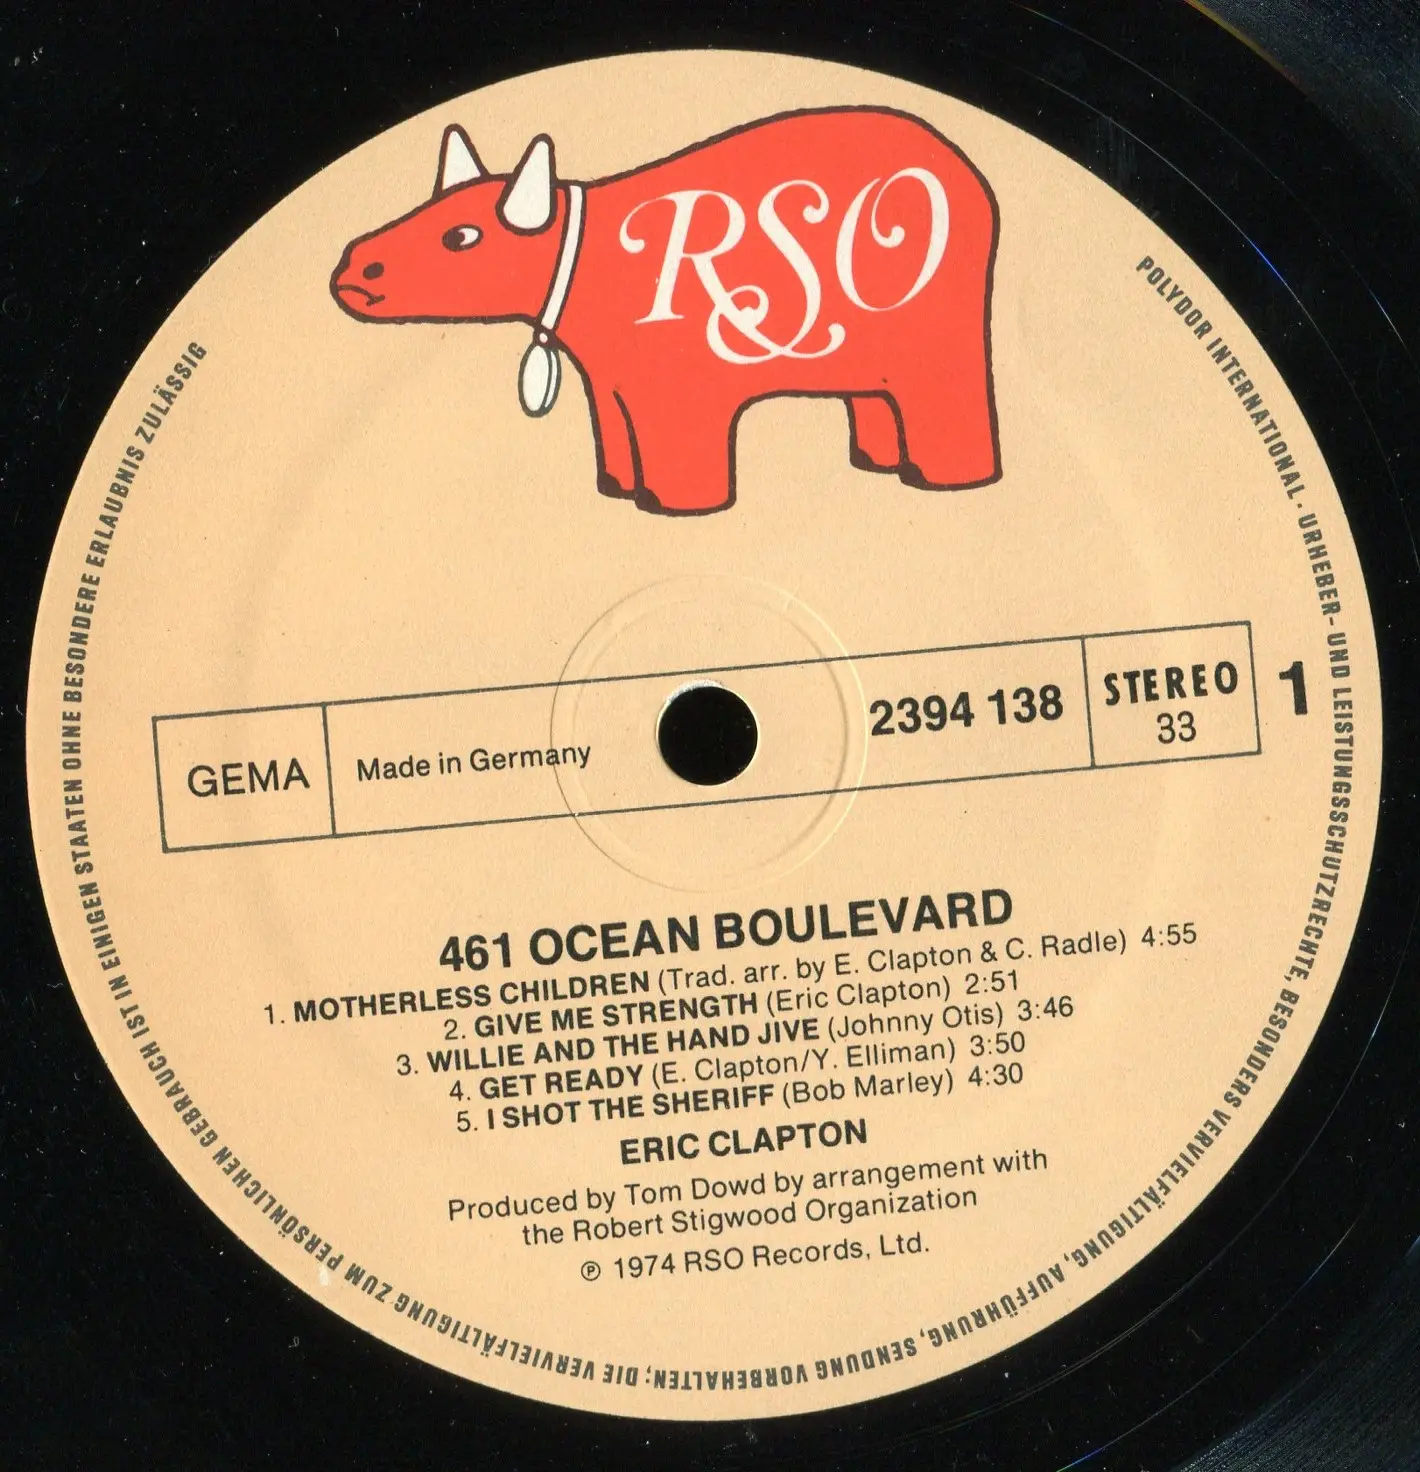 RSO
POLYDOR INTERNATIONAL · URHEBER- UND LEISTUNGSSCHUTZRECHTE, BESONDERS VERVIELFÄLTIGUNG, AUFFÜHRUNG, SENDUNG VORBEHALTEN; DIE VERVIELFÄLTIGUNG ZUM PERSÖNLICHEN GEBRAUCH IST IN EINIGEN STAATEN OHNE BESONDERE ERLAUBNIS ZULÄSSIG
GEMA
Made in Germany
2394 138
STEREO
33
1
461 OCEAN BOULEVARD
1. MOTHERLESS CHILDREN (Trad. arr. by E. Clapton & C. Radle) 4:55
2. GIVE ME STRENGTH (Eric Clapton) 2:51
3. WILLIE AND THE HAND JIVE (Johnny Otis) 3:46
4. GET READY (E. Clapton/Y. Elliman) 3:50
5. I SHOT THE SHERIFF (Bob Marley) 4:30
ERIC CLAPTON
Produced by Tom Dowd by arrangement with
the Robert Stigwood Organization
℗ 1974 RSO Records, Ltd.